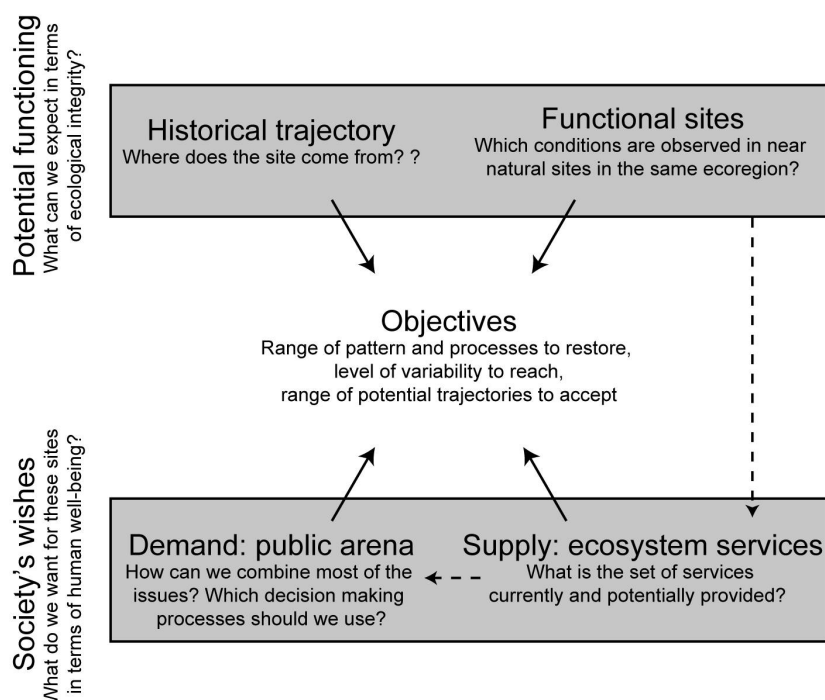 Potential functioning
What can we expect in terms
of ecological integrity?
Historical trajectory
Where does the site come from? ?
Functional sites
Which conditions are observed in near
natural sites in the same ecoregion?
Objectives
Range of pattern and processes to restore,
level of variability to reach,
range of potential trajectories to accept
Society's wishes
What do we want for these sites
in terms of human well-being?
Demand: public arena
How can we combine most of the
issues? Which decision making
processes should we use?
Supply: ecosystem services
What is the set of services
currently and potentially provided?